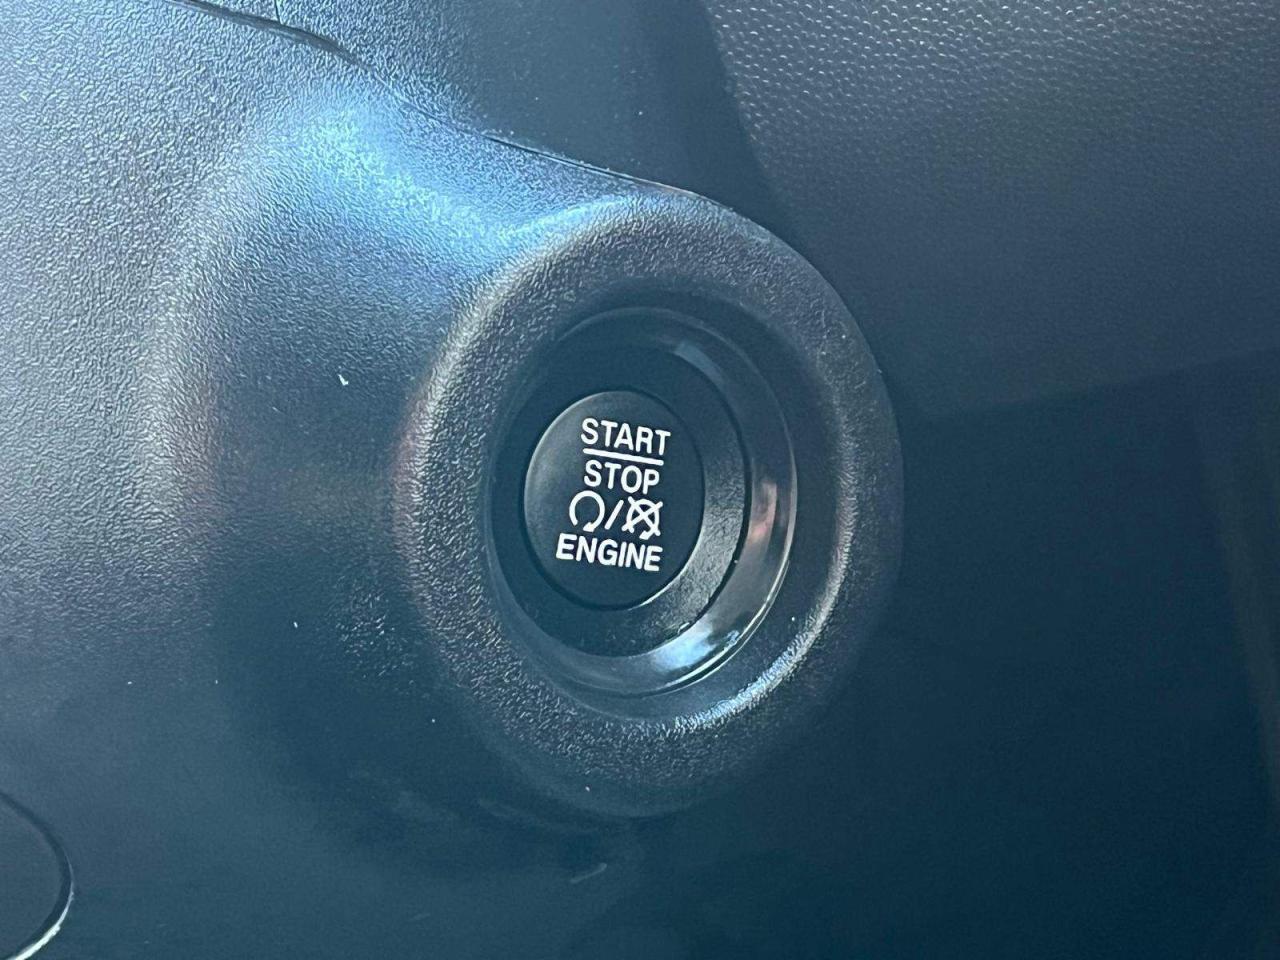 START
STOP
/
ENGINE